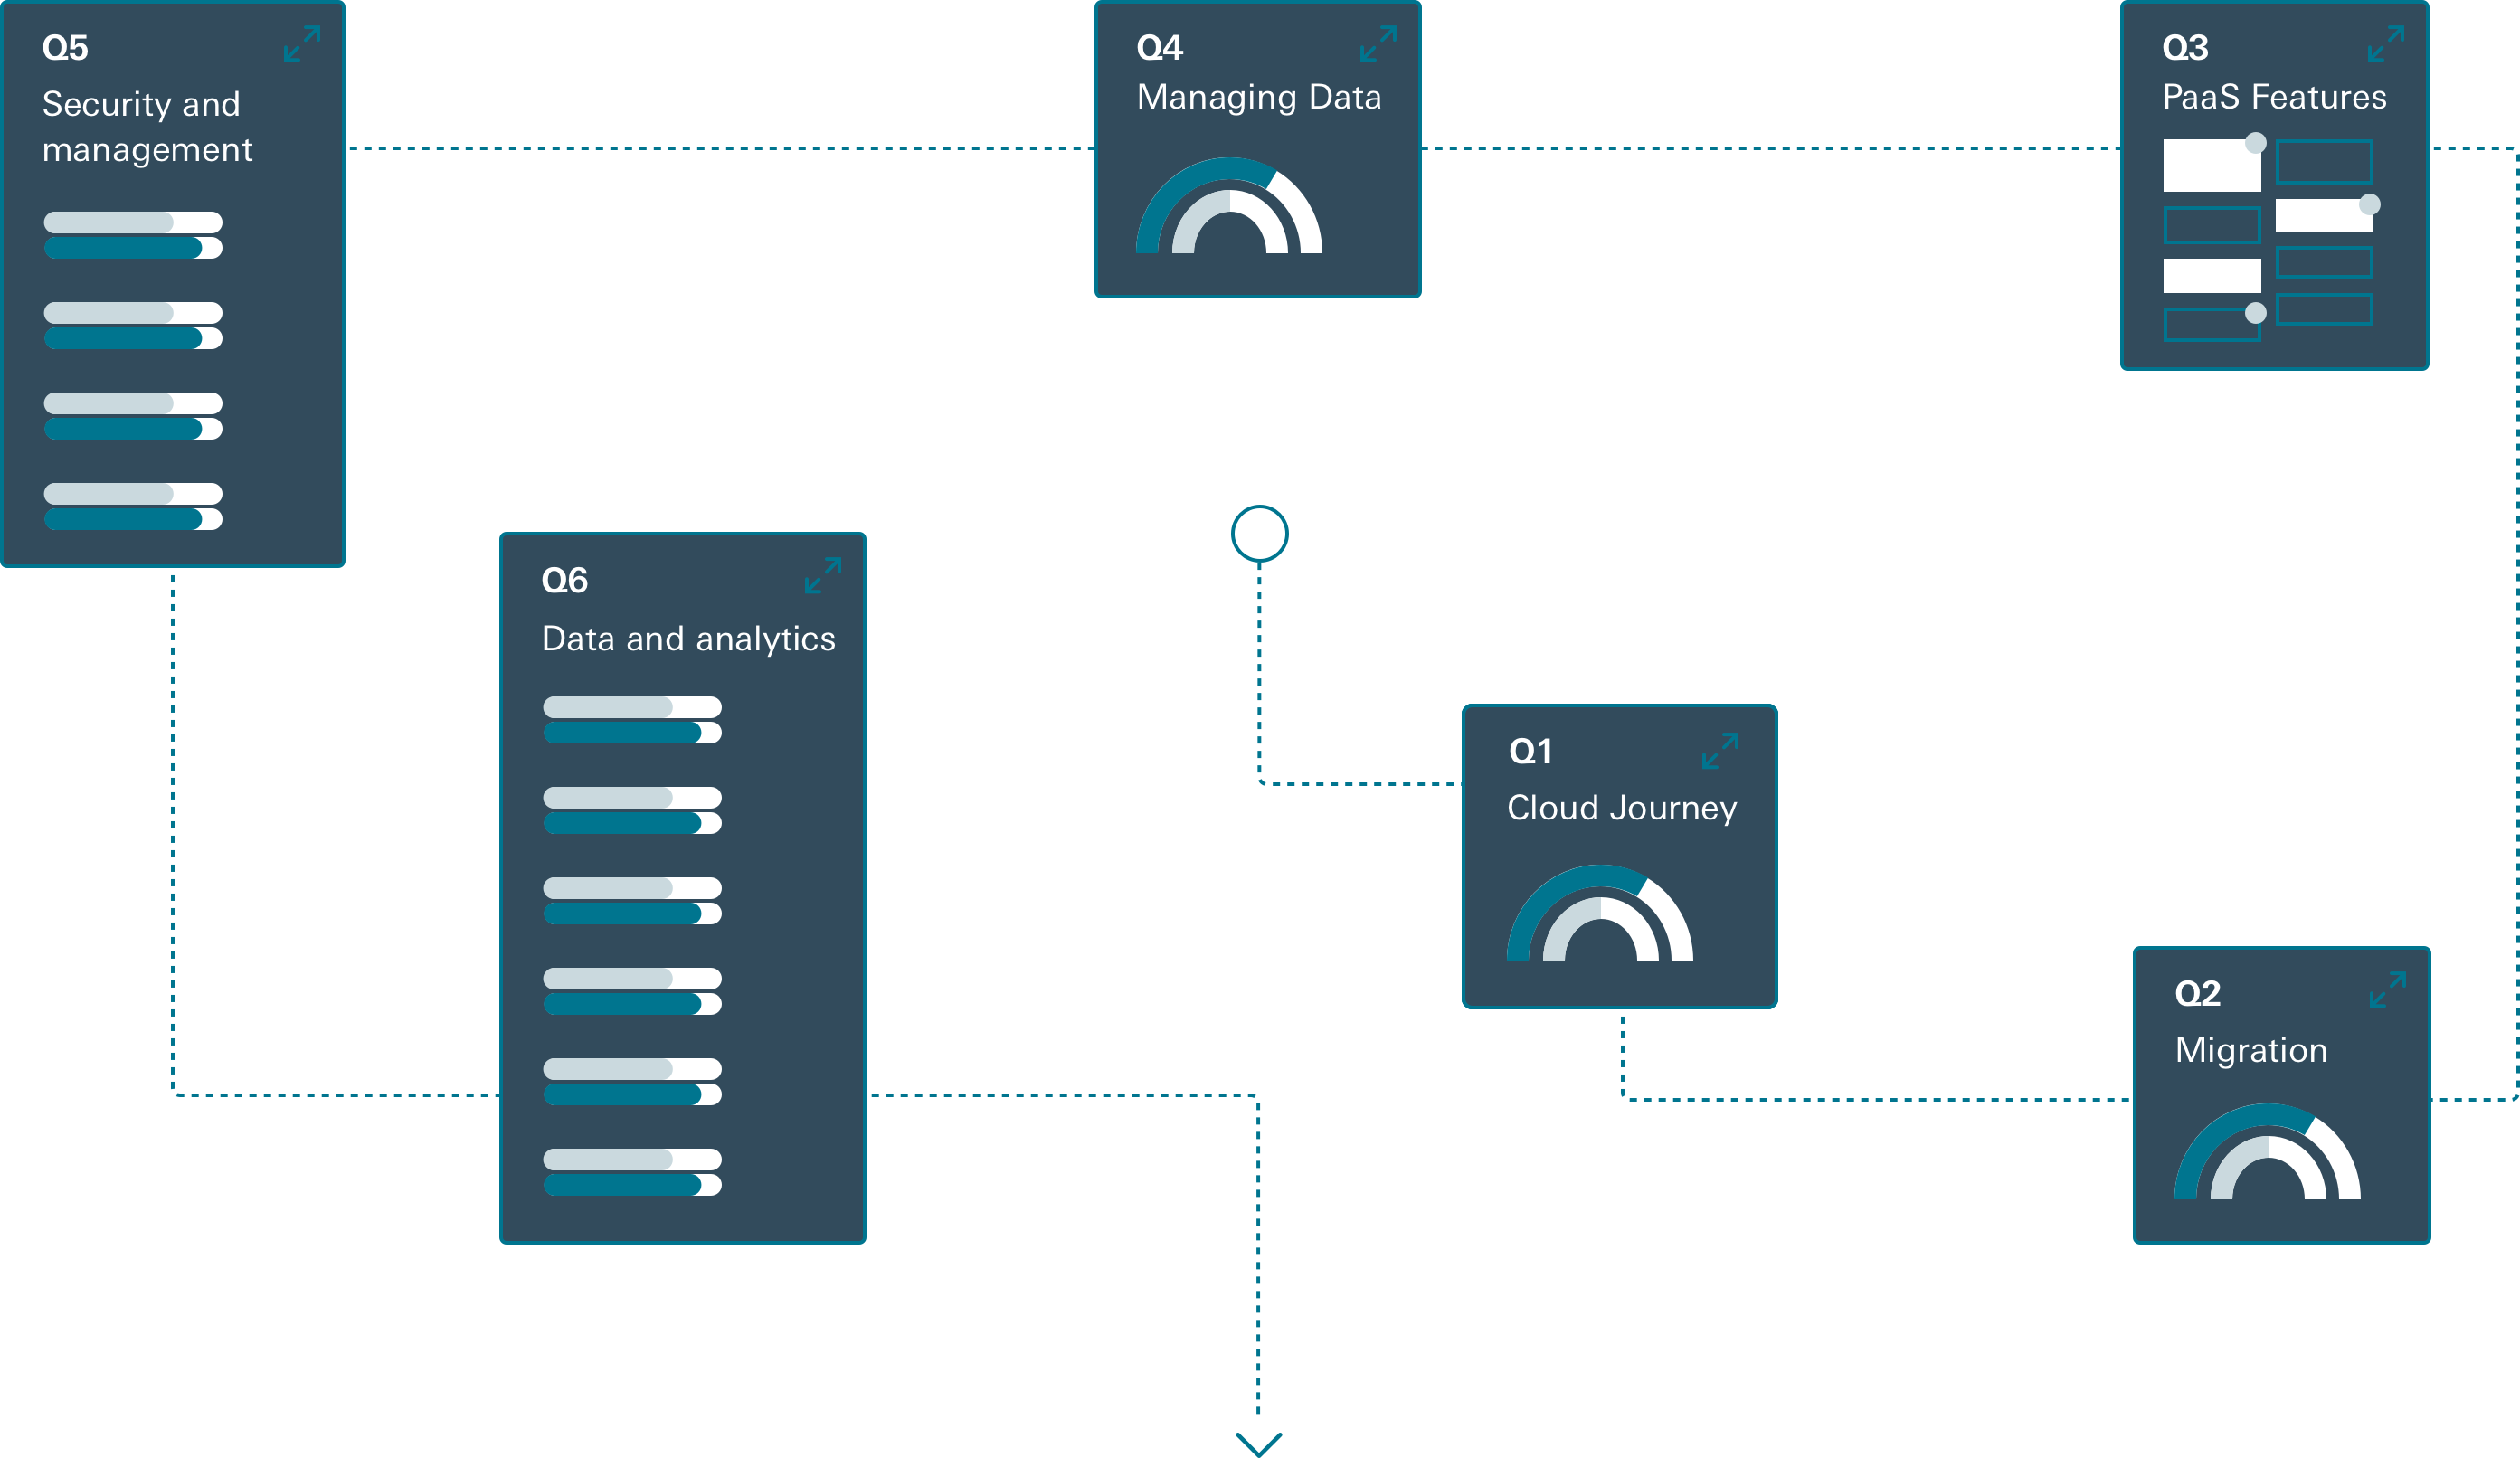 Q5
Security and
management
Q4
Managing Data
Q3
PaaS Features
Q6
Data and analytics
Q1
Cloud Journey
Q2
Migration